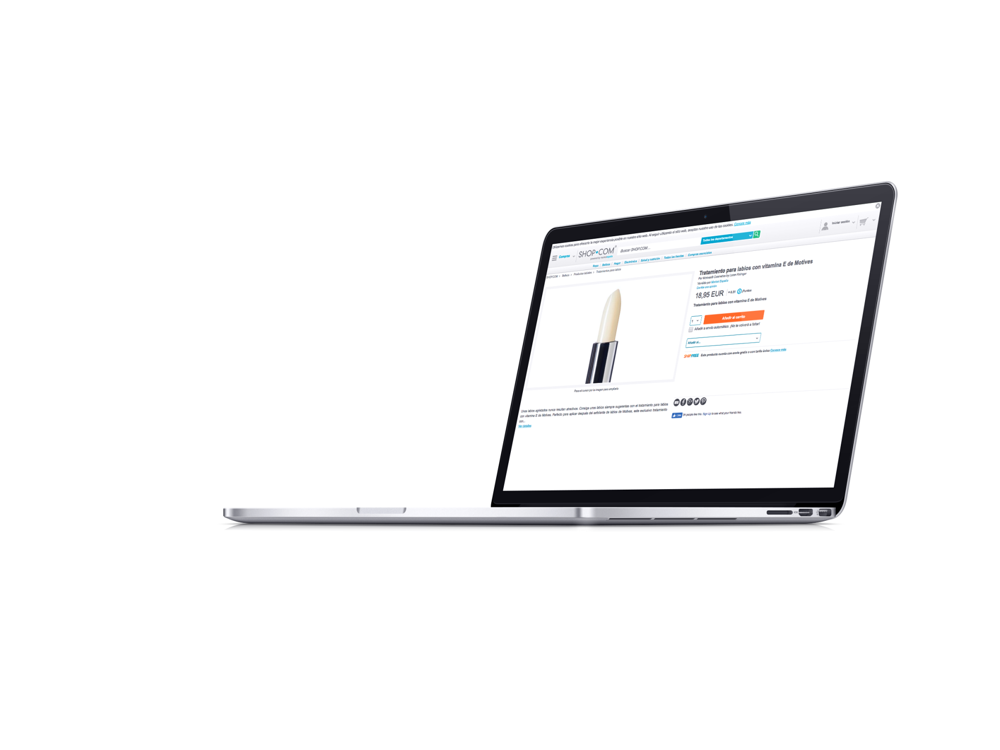 Utilizamos cookies para ofrecerte la mejor experiencia posible en nuestro sitio web. Al seguir utilizando el sitio web, aceptas nuestro uso de las cookies. Conoce más
Compras
SHOP•COM®
powered by marketespaña
Buscar SHOP.COM...
Todos los departamentos
Iniciar sesión
Ropa | Belleza | Hogar | Electrónica | Salud y nutrición | Todas las tiendas | Compras esenciales
SHOP.COM › Belleza › Productos labiales › Tratamientos para labios
Tratamiento para labios con vitamina E de Motives
Por Motives® Cosmetics by Loren Ridinger
Vendido por Market España
Escribe una opinión
18,95 EUR
+ 6.31 ¡Puntos
Tratamiento para labios con vitamina E de Motives
1
Añadir al carrito
Añadir a envío automático. ¡No te volverá a faltar!
Añadir al...
SHIPFREE Este producto cuenta con envío gratis o con tarifa única Conoce más
Pasa el cursor por la imagen para ampliarla
Unos labios agrietados nunca resultan atractivos. Consiga unos labios siempre sugerentes con el tratamiento para labios
con vitamina E de Motives. Perfecto para aplicar después del exfoliante de labios de Motives, este exclusivo tratamiento
con...
Ver detalles
Like 24 people like this. Sign Up to see what your friends like.